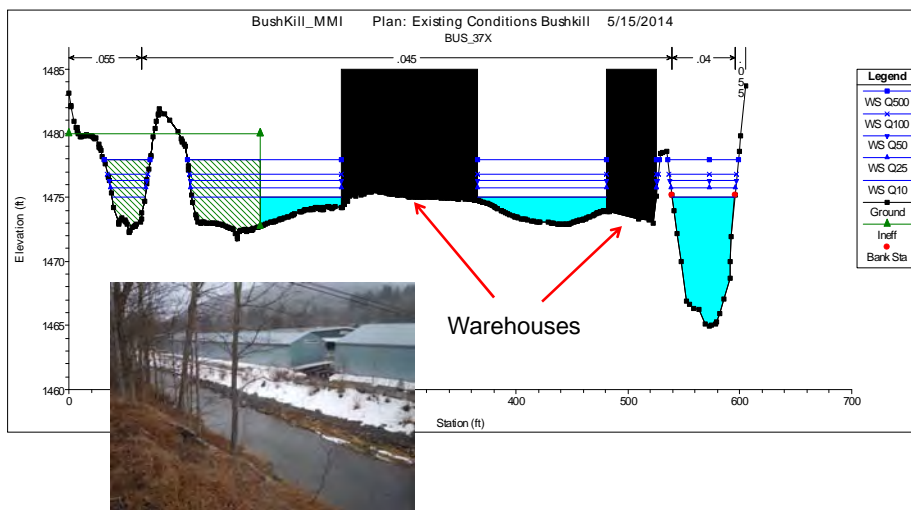 BushKill_MMI Plan: Existing Conditions Bushkill 5/15/2014
BUS_37X
.055 .045 .04 .055
1485
1480
1475
1470
1465
1460
Elevation (ft)
0 400 500 600 700
Station (ft)
Warehouses
Legend
WS Q500
WS Q100
WS Q50
WS Q25
WS Q10
Ground
Ineff
Bank Sta